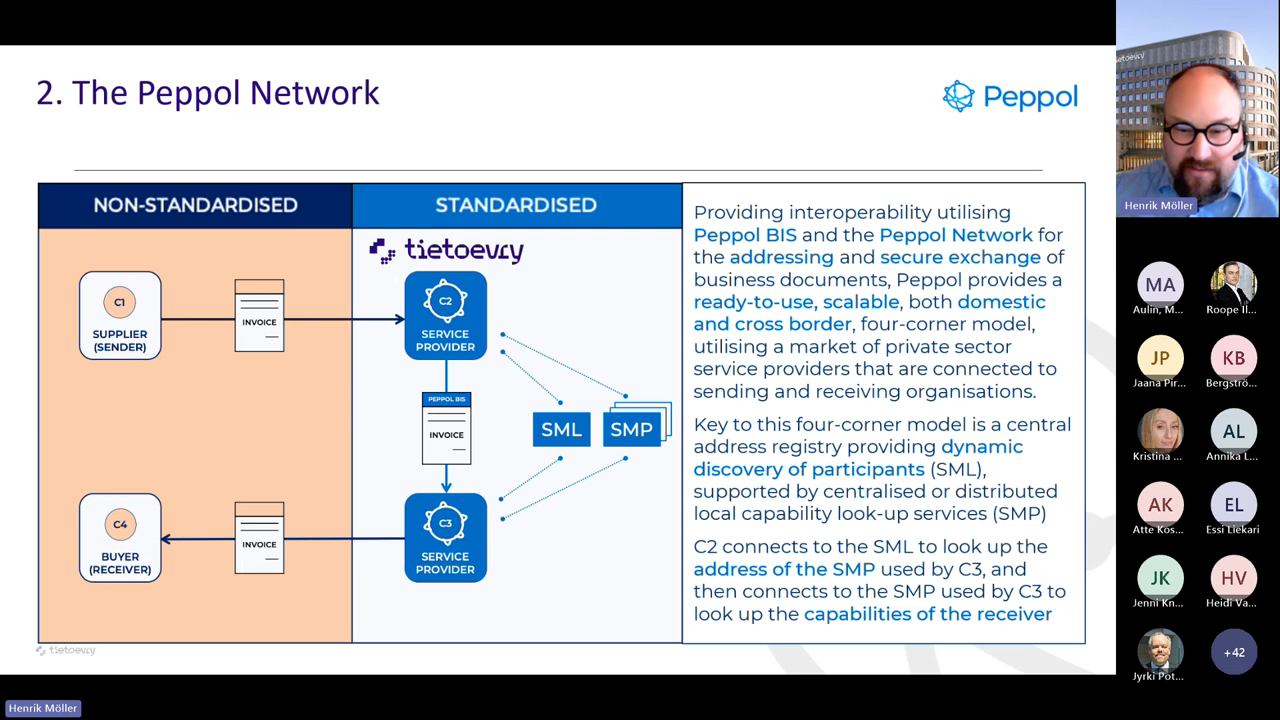 2. The Peppol Network
Peppol
NON-STANDARDISED
STANDARDISED
tietoevry
C1
SUPPLIER
(SENDER)
INVOICE
C2
SERVICE
PROVIDER
PEPPOL BIS
INVOICE
SML
SMP
C4
BUYER
(RECEIVER)
INVOICE
C3
SERVICE
PROVIDER
Providing interoperability utilising
Peppol BIS and the Peppol Network for
the addressing and secure exchange of
business documents, Peppol provides a
ready-to-use, scalable, both domestic
and cross border, four-corner model,
utilising a market of private sector
service providers that are connected to
sending and receiving organisations.
Key to this four-corner model is a central
address registry providing dynamic
discovery of participants (SML),
supported by centralised or distributed
local capability look-up services (SMP)
C2 connects to the SML to look up the
address of the SMP used by C3, and
then connects to the SMP used by C3 to
look up the capabilities of the receiver
tietoevry
tietoevry
Henrik Möller
MA
Aulin, M...
Roope Il...
JP
Jaana Pir...
KB
Bergströ...
Kristina ...
AL
Annika L...
AK
Atte Kos...
EL
Essi Liekari
JK
Jenni Kn...
HV
Heidi Va...
Jyrki Pöt...
+42
Henrik Möller